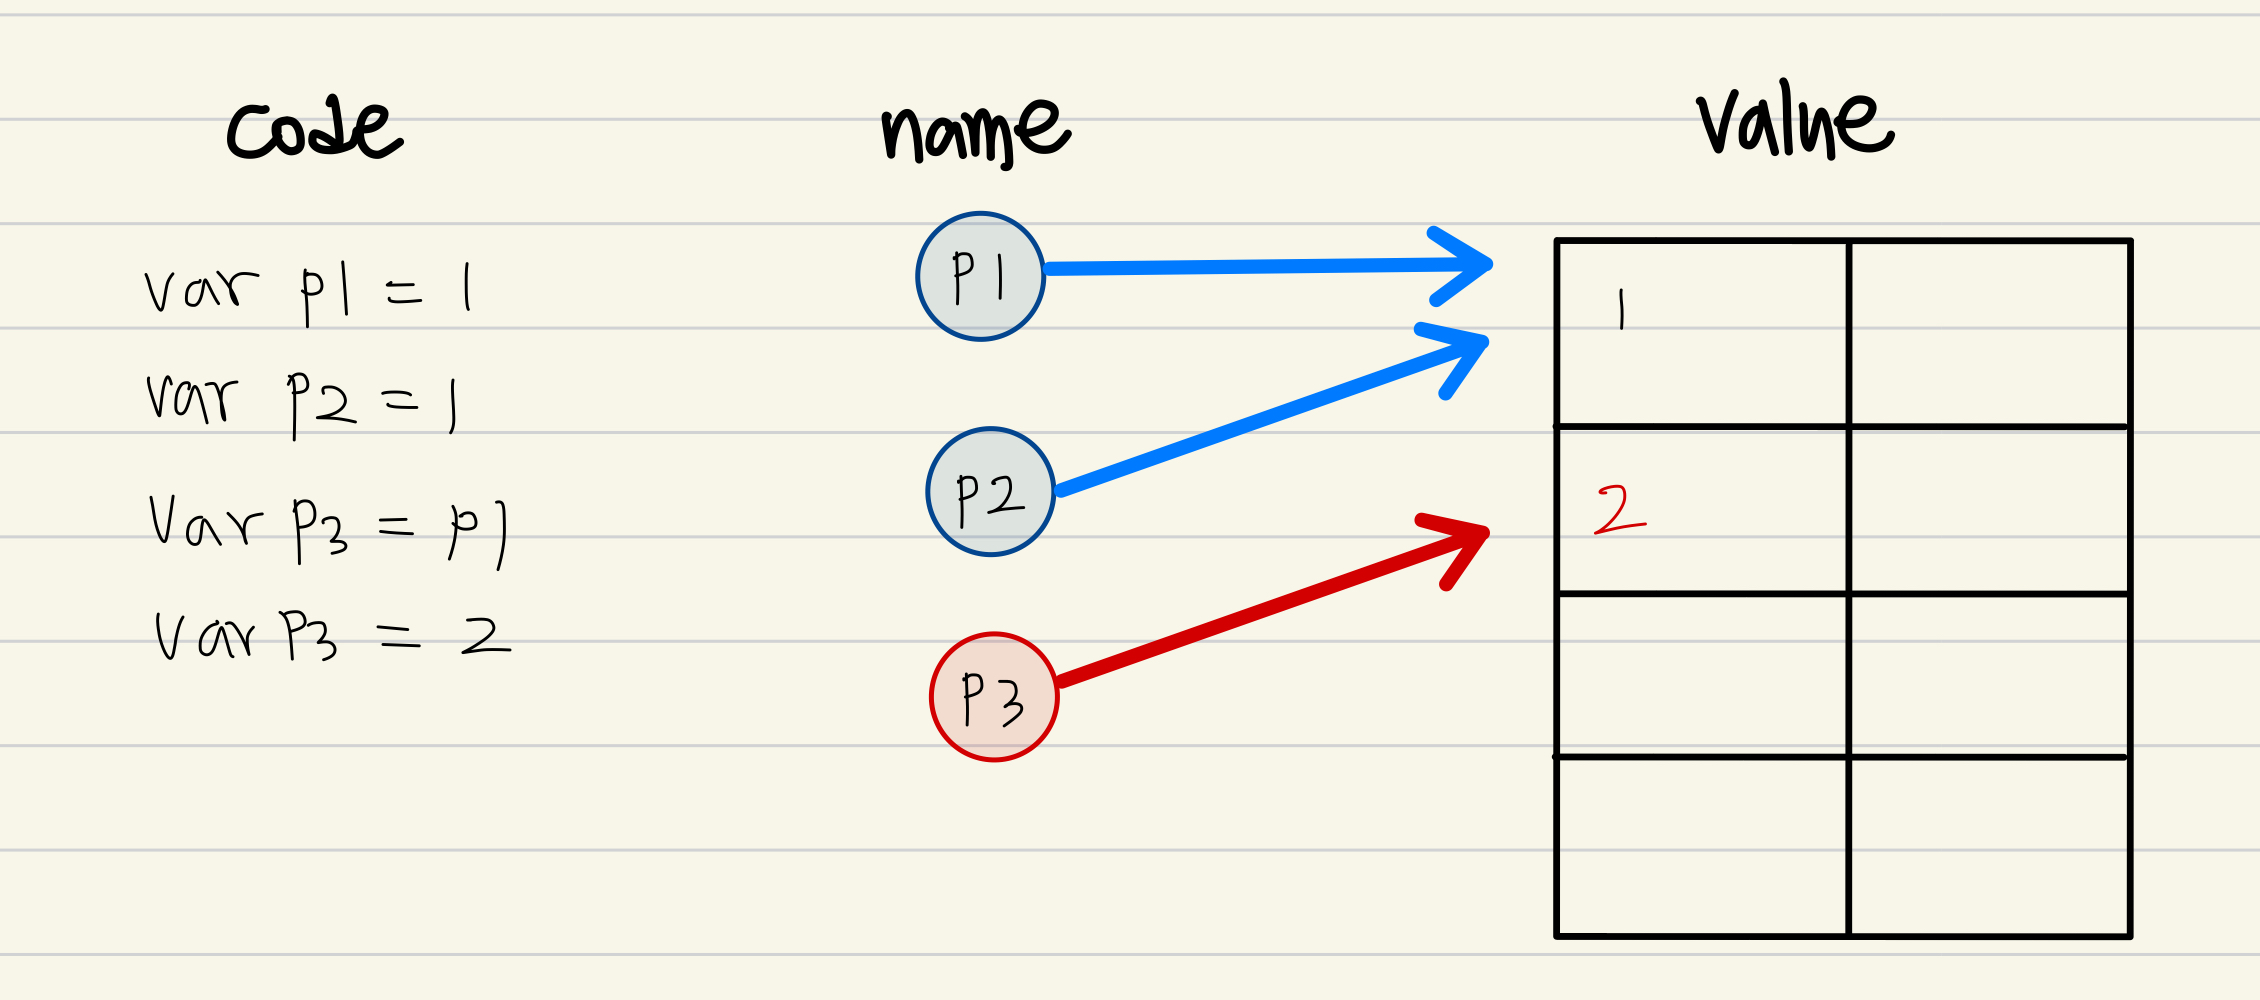 code name value
var p1 = 1
var p2 = 1
Var p3 = p1
var p3 = 2
p1
p2
p3
1
2